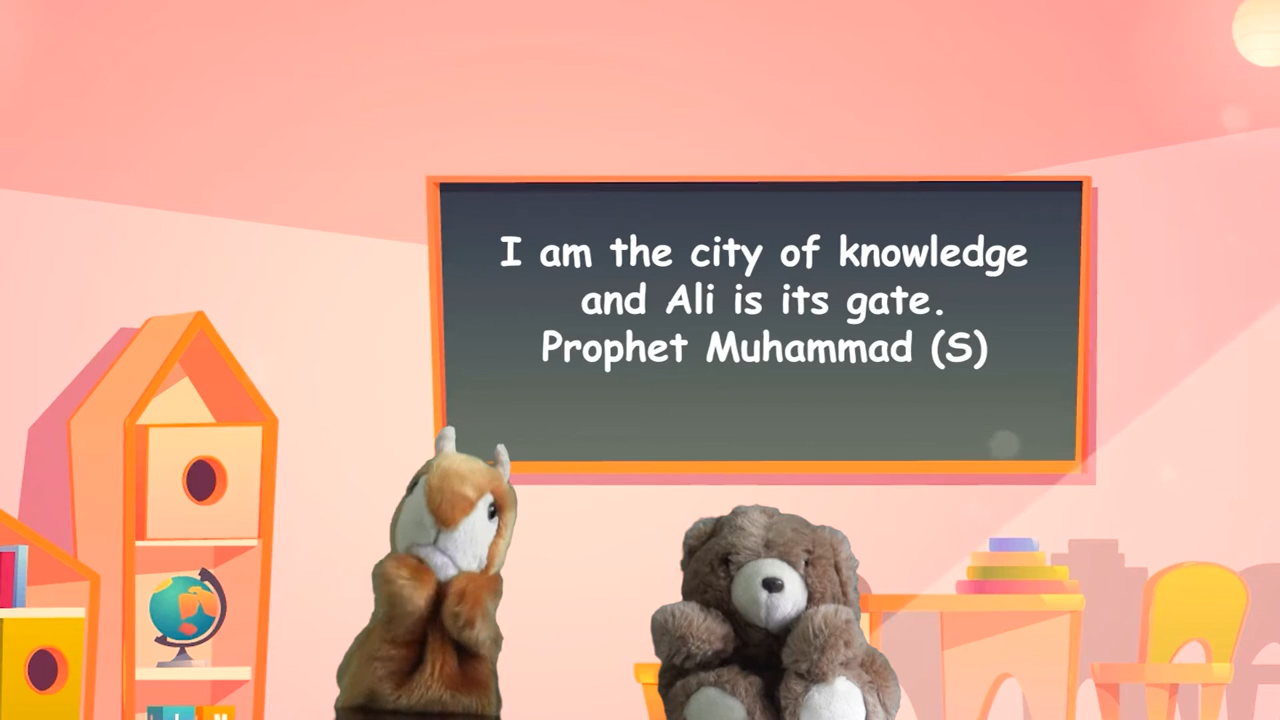 I am the city of knowledge
and Ali is its gate.
Prophet Muhammad (S)